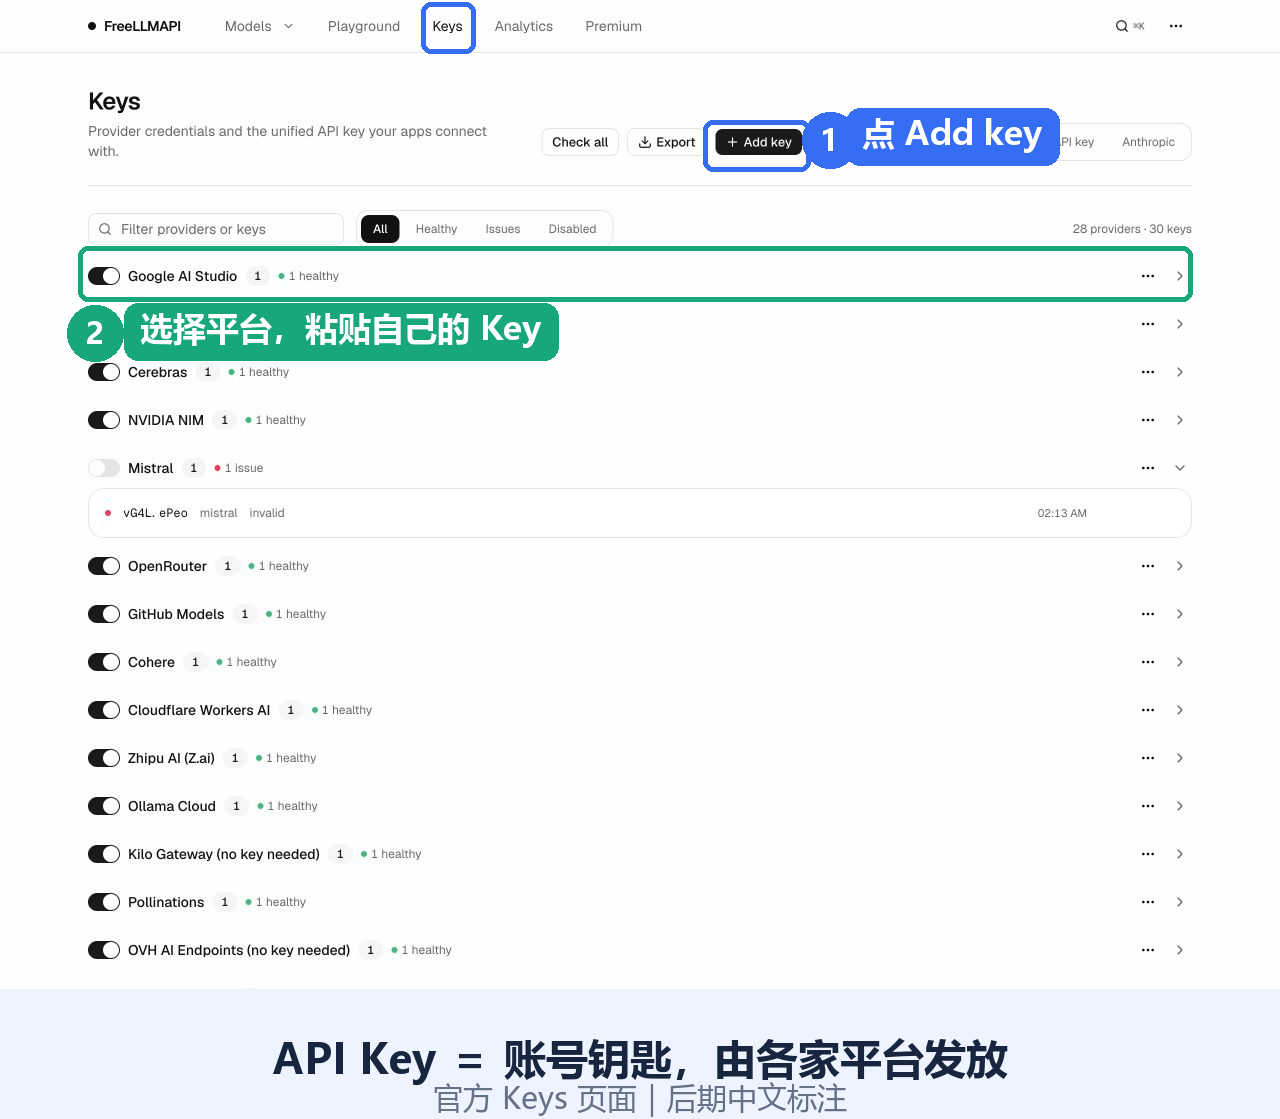 FreeLLMAPI Models Playground Keys Analytics Premium ⌘K
Keys
Provider credentials and the unified API key your apps connect
with.
Check all Export + Add key 1 点 Add key PI key Anthropic
Filter providers or keys All Healthy Issues Disabled 28 providers · 30 keys
Google AI Studio 1 1 healthy
2 选择平台，粘贴自己的 Key
Cerebras 1 1 healthy
NVIDIA NIM 1 1 healthy
Mistral 1 1 issue
vG4L. ePeo mistral invalid 02:13 AM
OpenRouter 1 1 healthy
GitHub Models 1 1 healthy
Cohere 1 1 healthy
Cloudflare Workers AI 1 1 healthy
Zhipu AI (Z.ai) 1 1 healthy
Ollama Cloud 1 1 healthy
Kilo Gateway (no key needed) 1 1 healthy
Pollinations 1 1 healthy
OVH AI Endpoints (no key needed) 1 1 healthy
API Key = 账号钥匙，由各家平台发放
官方 Keys 页面｜后期中文标注